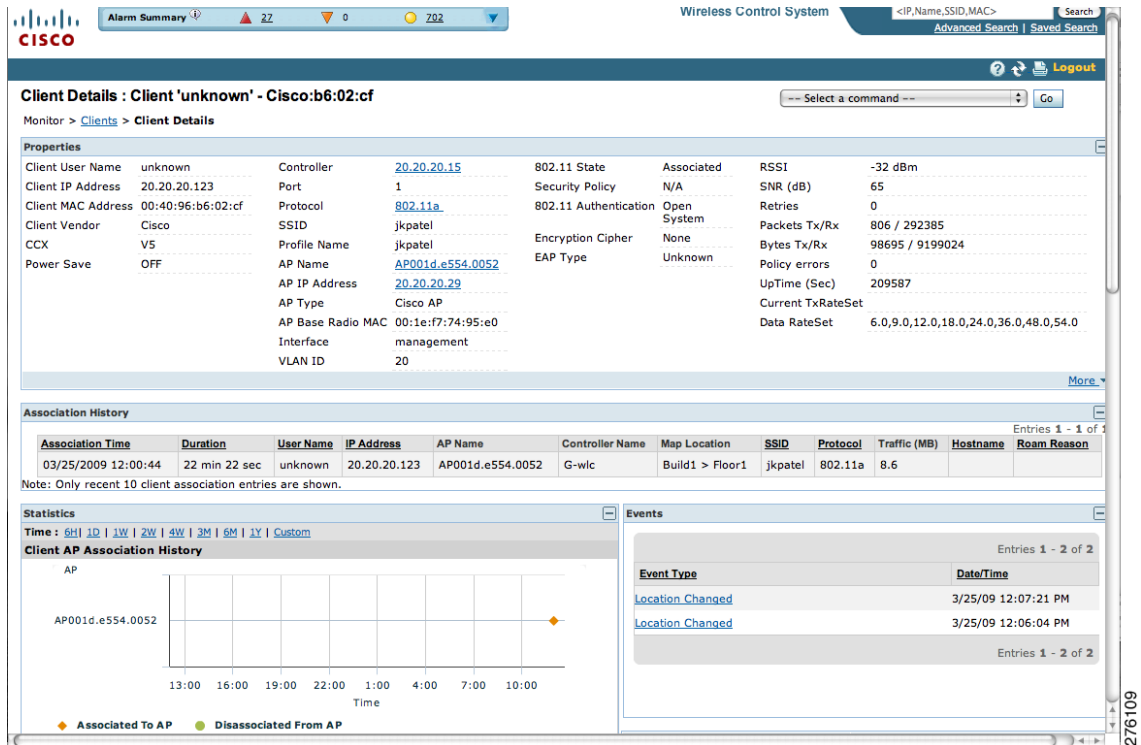 Alarm Summary 27 0 702
Wireless Control System
<IP,Name,SSID,MAC> Search
Advanced Search | Saved Search
CISCO
Logout
Client Details : Client 'unknown' - Cisco:b6:02:cf
-- Select a command -- Go
Monitor > Clients > Client Details
Properties
Client User Name unknown
Client IP Address 20.20.20.123
Client MAC Address 00:40:96:b6:02:cf
Client Vendor Cisco
CCX V5
Power Save OFF
Controller 20.20.20.15
Port 1
Protocol 802.11a
SSID jkpatel
Profile Name jkpatel
AP Name AP001d.e554.0052
AP IP Address 20.20.20.29
AP Type Cisco AP
AP Base Radio MAC 00:1e:f7:74:95:e0
Interface management
VLAN ID 20
802.11 State Associated
Security Policy N/A
802.11 Authentication Open
System
Encryption Cipher None
EAP Type Unknown
RSSI -32 dBm
SNR (dB) 65
Retries 0
Packets Tx/Rx 806 / 292385
Bytes Tx/Rx 98695 / 9199024
Policy errors 0
UpTime (Sec) 209587
Current TxRateSet
Data RateSet 6.0,9.0,12.0,18.0,24.0,36.0,48.0,54.0
More
Association History
Entries 1 - 1 of 1
Association Time Duration User Name IP Address AP Name Controller Name Map Location SSID Protocol Traffic (MB) Hostname Roam Reason
03/25/2009 12:00:44 22 min 22 sec unknown 20.20.20.123 AP001d.e554.0052 G-wlc Build1 > Floor1 jkpatel 802.11a 8.6
Note: Only recent 10 client association entries are shown.
Statistics
Time : 6H| 1D | 1W | 2W | 4W | 3M | 6M | 1Y | Custom
Client AP Association History
AP
AP001d.e554.0052
13:00 16:00 19:00 22:00 1:00 4:00 7:00 10:00
Time
Associated To AP Disassociated From AP
Events
Entries 1 - 2 of 2
Event Type Date/Time
Location Changed 3/25/09 12:07:21 PM
Location Changed 3/25/09 12:06:04 PM
Entries 1 - 2 of 2
276109